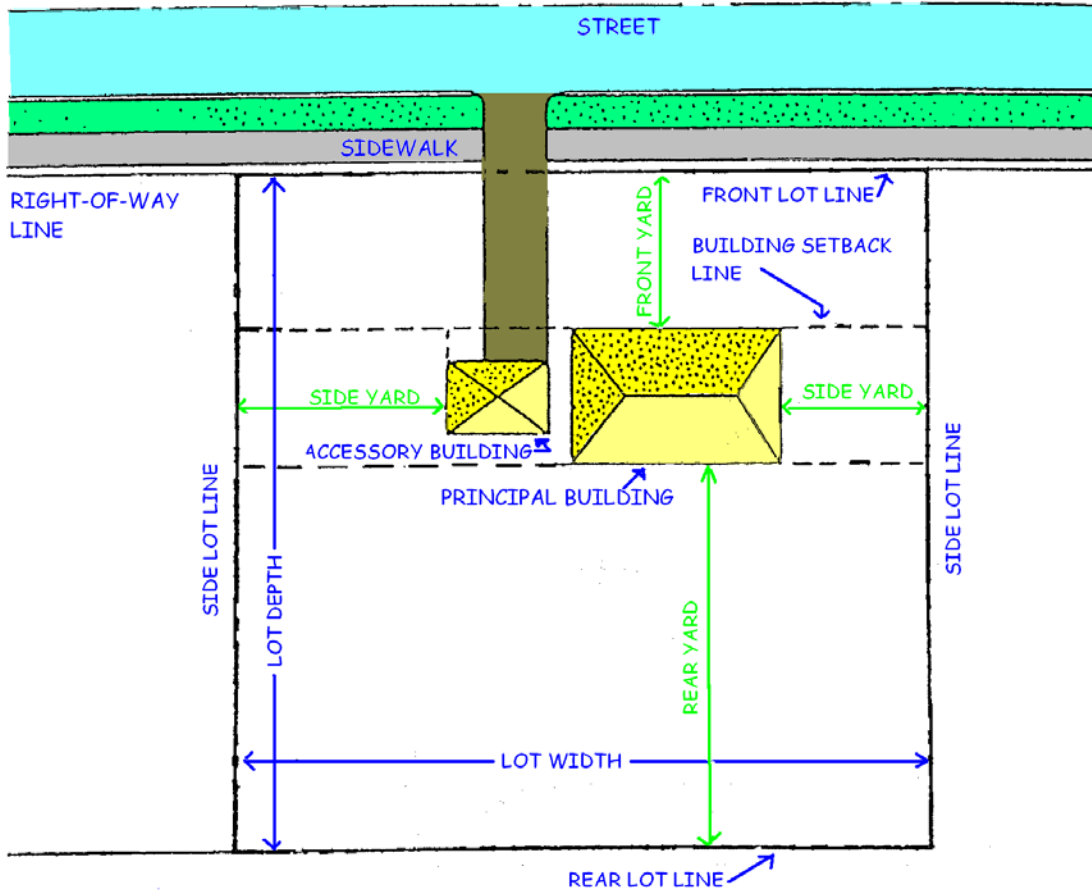 STREET
SIDEWALK
RIGHT-OF-WAY
LINE
FRONT LOT LINE
FRONT YARD
BUILDING SETBACK
LINE
SIDE YARD
SIDE YARD
ACCESSORY BUILDING
PRINCIPAL BUILDING
SIDE LOT LINE
LOT DEPTH
SIDE LOT LINE
REAR YARD
LOT WIDTH
REAR LOT LINE